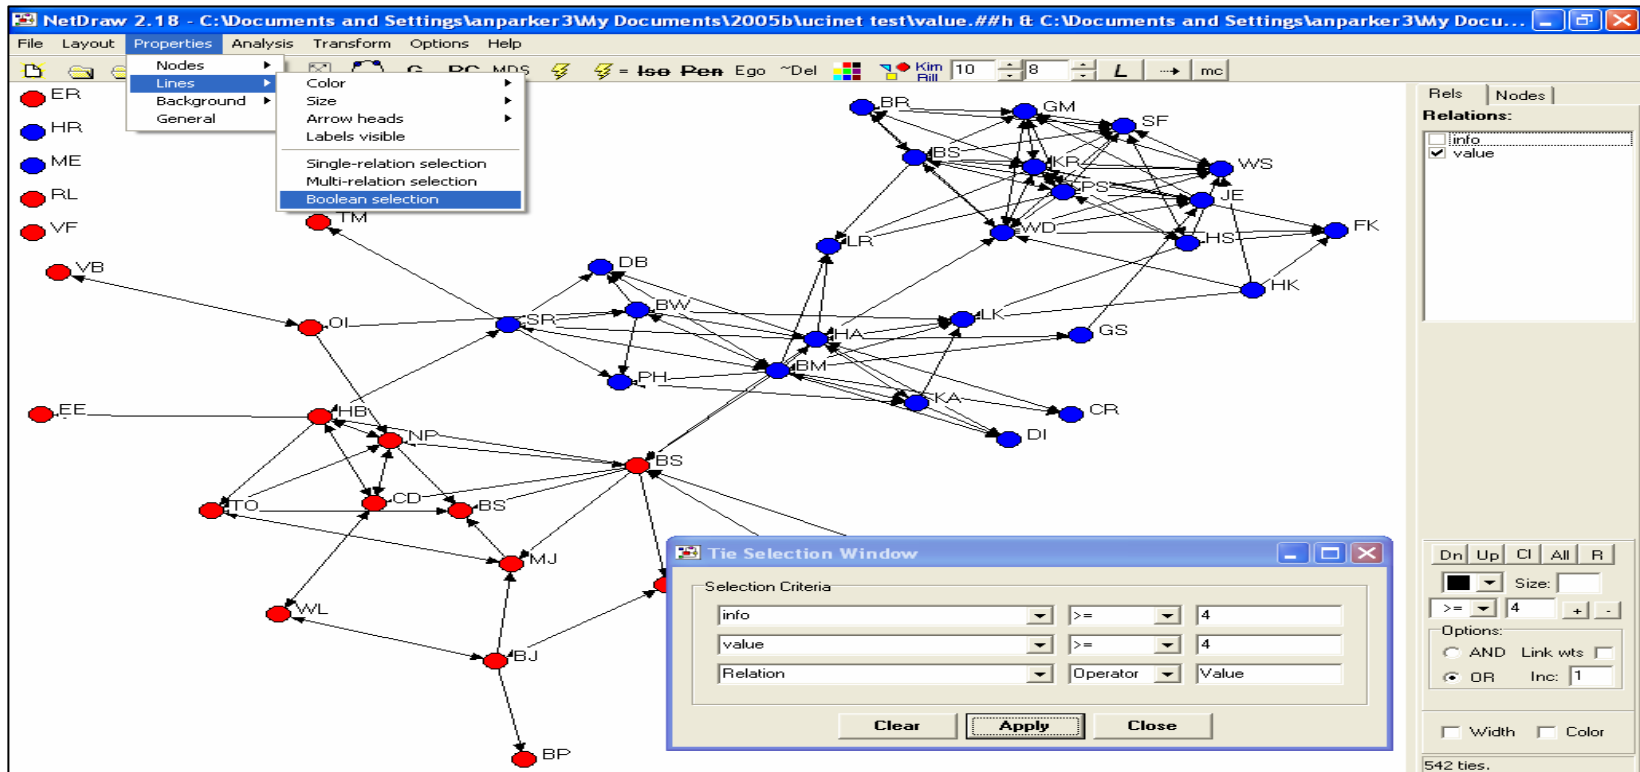 NetDraw 2.18 - C:\Documents and Settings\anparker3\My Documents\2005b\ucinet test\value.##h & C:\Documents and Settings\anparker3\My Docu...
File Layout Properties Analysis Transform Options Help
Nodes
Lines
Background
General
Color
Size
Arrow heads
Labels visible
Single-relation selection
Multi-relation selection
Boolean selection
MDS = Iso Pen Ego ~Del Kim Bill 10 8 L mc
ER
HR
ME
RL
VF
VB
TM
OI
EE
HB
NP
TO
CD
BS
MJ
WL
BJ
BP
BS
SR
DB
BW
PH
HA
BM
KA
LK
GS
CR
DI
LR
BR
BS
GM
SF
KR
PS
WS
JE
WD
HS
FK
HK
Rels Nodes
Relations:
info
value
Tie Selection Window
Selection Criteria
info >= 4
value >= 4
Relation Operator Value
Clear Apply Close
Dn Up Cl All R
Size:
>= 4 + -
Options:
AND Link wts
OR Inc: 1
Width Color
542 ties.